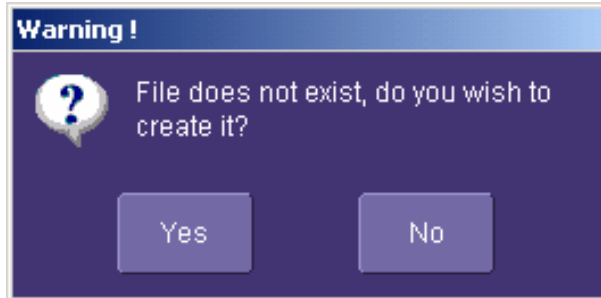 Warning !
File does not exist, do you wish to
create it?
Yes
No